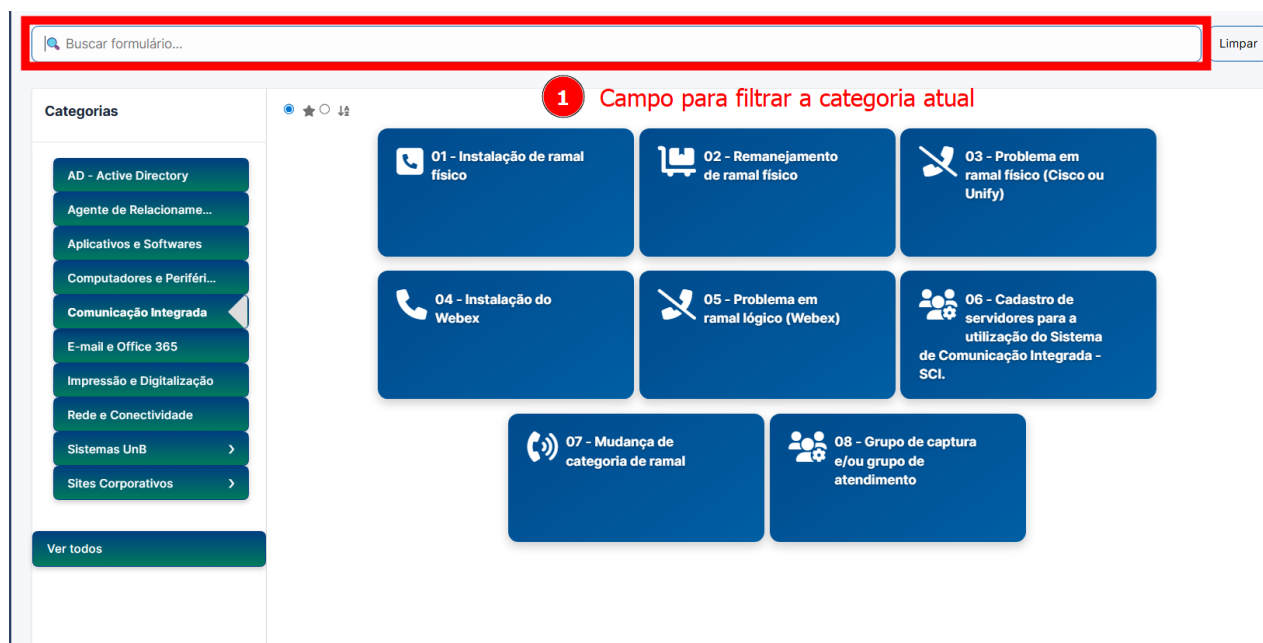 Buscar formulário...
Limpar
1 Campo para filtrar a categoria atual
Categorias
AD - Active Directory
Agente de Relacioname...
Aplicativos e Softwares
Computadores e Periféri...
Comunicação Integrada
E-mail e Office 365
Impressão e Digitalização
Rede e Conectividade
Sistemas UnB
Sites Corporativos
Ver todos
01 - Instalação de ramal
físico
02 - Remanejamento
de ramal físico
03 - Problema em
ramal físico (Cisco ou
Unify)
04 - Instalação do
Webex
05 - Problema em
ramal lógico (Webex)
06 - Cadastro de
servidores para a
utilização do Sistema
de Comunicação Integrada -
SCI.
07 - Mudança de
categoria de ramal
08 - Grupo de captura
e/ou grupo de
atendimento